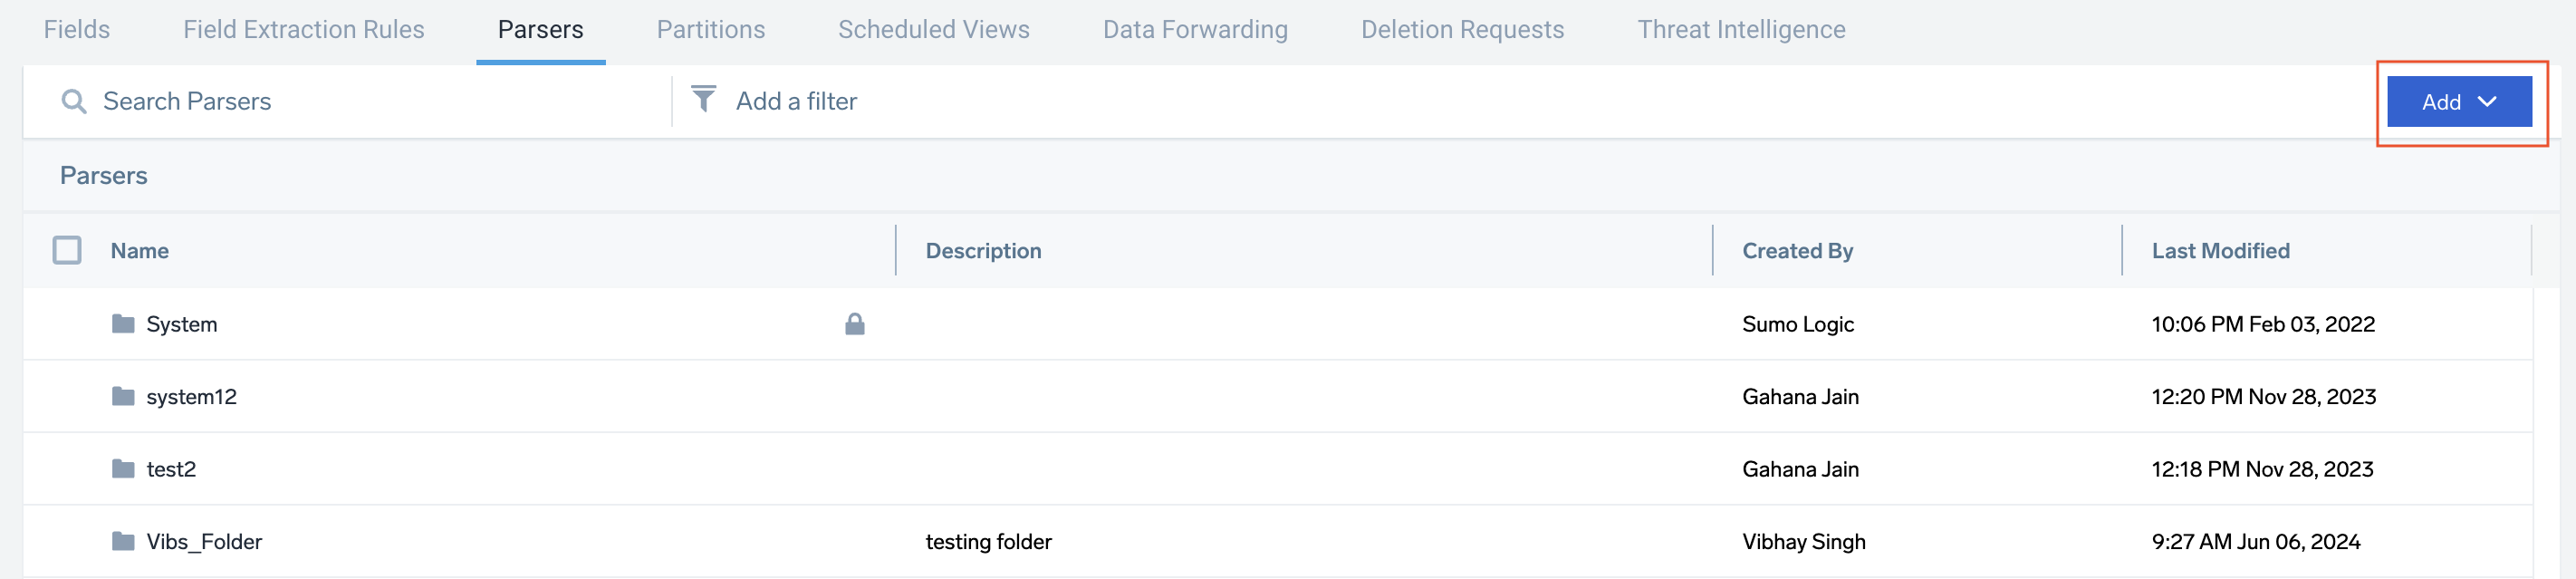 Fields Field Extraction Rules Parsers Partitions Scheduled Views Data Forwarding Deletion Requests Threat Intelligence
Search Parsers Add a filter Add
Parsers
Name Description Created By Last Modified
System Sumo Logic 10:06 PM Feb 03, 2022
system12 Gahana Jain 12:20 PM Nov 28, 2023
test2 Gahana Jain 12:18 PM Nov 28, 2023
Vibs_Folder testing folder Vibhay Singh 9:27 AM Jun 06, 2024